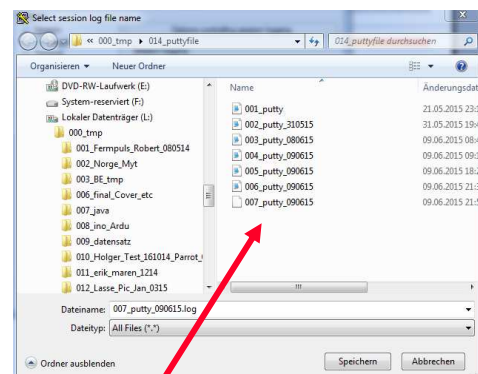 Select session log file name
« 000_tmp ▸ 014_puttyfile
014_puttyfile durchsuchen
Organisieren ▾ Neuer Ordner
Name
Änderungsdat
DVD-RW-Laufwerk (E:)
System-reserviert (F:)
Lokaler Datenträger (L:)
000_tmp
001_Fermpuls_Robert_080514
002_Norge_Myt
003_BE_tmp
006_final_Cover_etc
007_java
008_ino_Ardu
009_datensatz
010_Holger_Test_161014_Parrot_
011_erik_maren_1214
012_Lasse_Pic_Jan_0315
001_putty 21.05.2015 23:
002_putty_310515 31.05.2015 19:
003_putty_080615 09.06.2015 08:
004_putty_090615 09.06.2015 09:
005_putty_090615 09.06.2015 18:
006_putty_090615 09.06.2015 21:
007_putty_090615 09.06.2015 21:
Dateiname: 007_putty_090615.log
Dateityp: All Files (*.*)
Ordner ausblenden
Speichern
Abbrechen